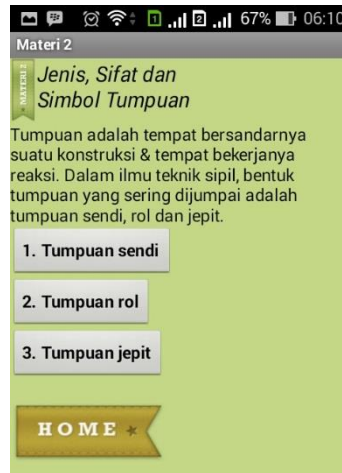 1 2 67% 06:10
Materi 2
MATERI 2
Jenis, Sifat dan
Simbol Tumpuan
Tumpuan adalah tempat bersandarnya
suatu konstruksi & tempat bekerjanya
reaksi. Dalam ilmu teknik sipil, bentuk
tumpuan yang sering dijumpai adalah
tumpuan sendi, rol dan jepit.
1. Tumpuan sendi
2. Tumpuan rol
3. Tumpuan jepit
HOME